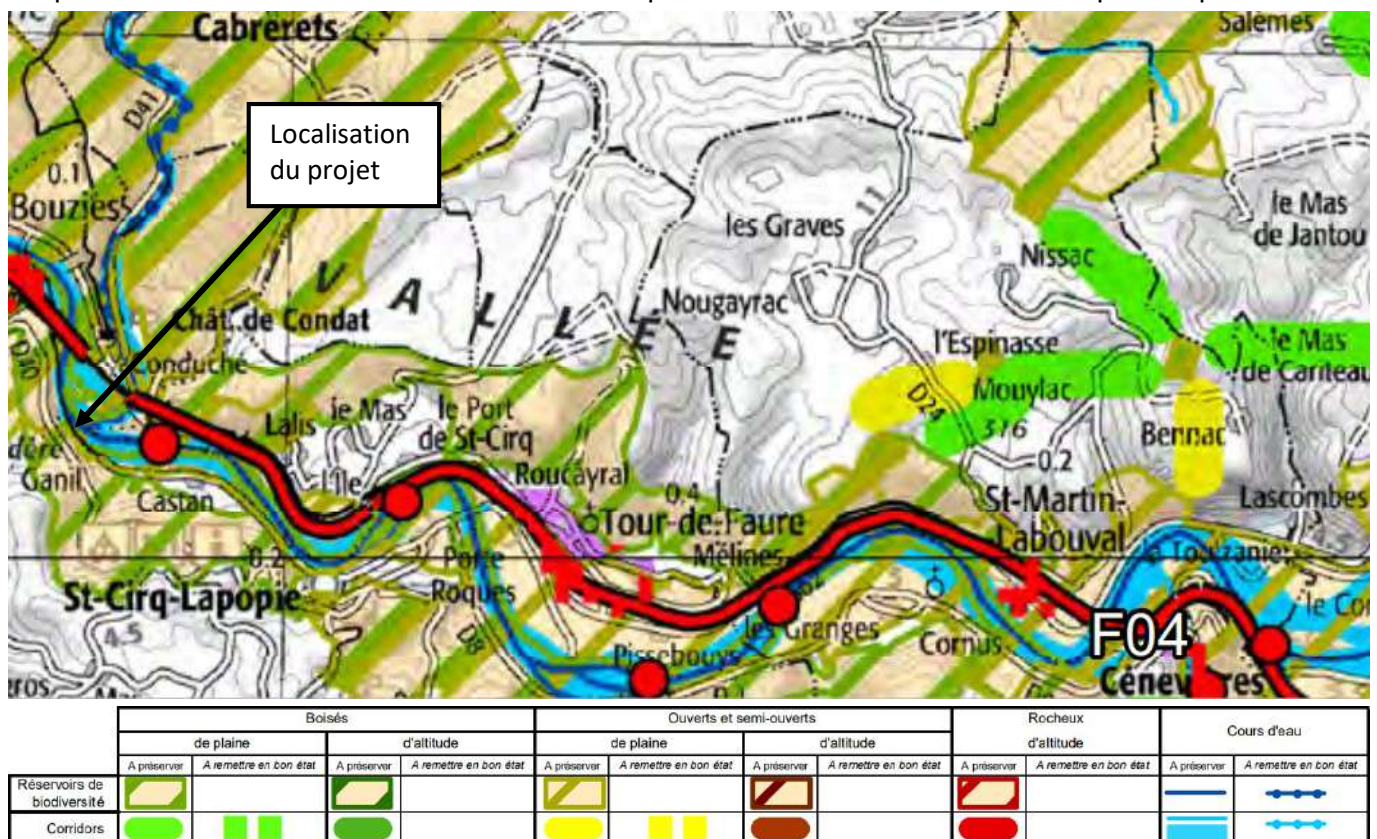 Salèmes
Cabrerets
D41
Localisation
du projet
0.1
Bouziès
le Mas
de Jantou
les Graves
11
Nissac
VALLÉE
Nougayrac
Chât. de Condat
l'Espinasse
le Mas
de Cariteau
Conduché
D40
Mouylac
D24
316
Bennac
Lalis
le Mas
le Port
de St-Cirq
Ganil
Roucayral
0.2
Castan
l'Île
0.4
St-Martin-
Labouval
Lascombes
Tour-de-Faure
Mélines
0.2
Porte
Roques
St-Cirq-Lapopie
4.5
D8
les Granges
Cornus
F04
Pissebouys
Cénevières
Boisés
Ouverts et semi-ouverts
Rocheux
Cours d'eau
de plaine
d'altitude
de plaine
d'altitude
d'altitude
A préserver
A remettre en bon état
A préserver
A remettre en bon état
A préserver
A remettre en bon état
A préserver
A remettre en bon état
A préserver
A remettre en bon état
A préserver
A remettre en bon état
Réservoirs de
biodiversité
Corridors